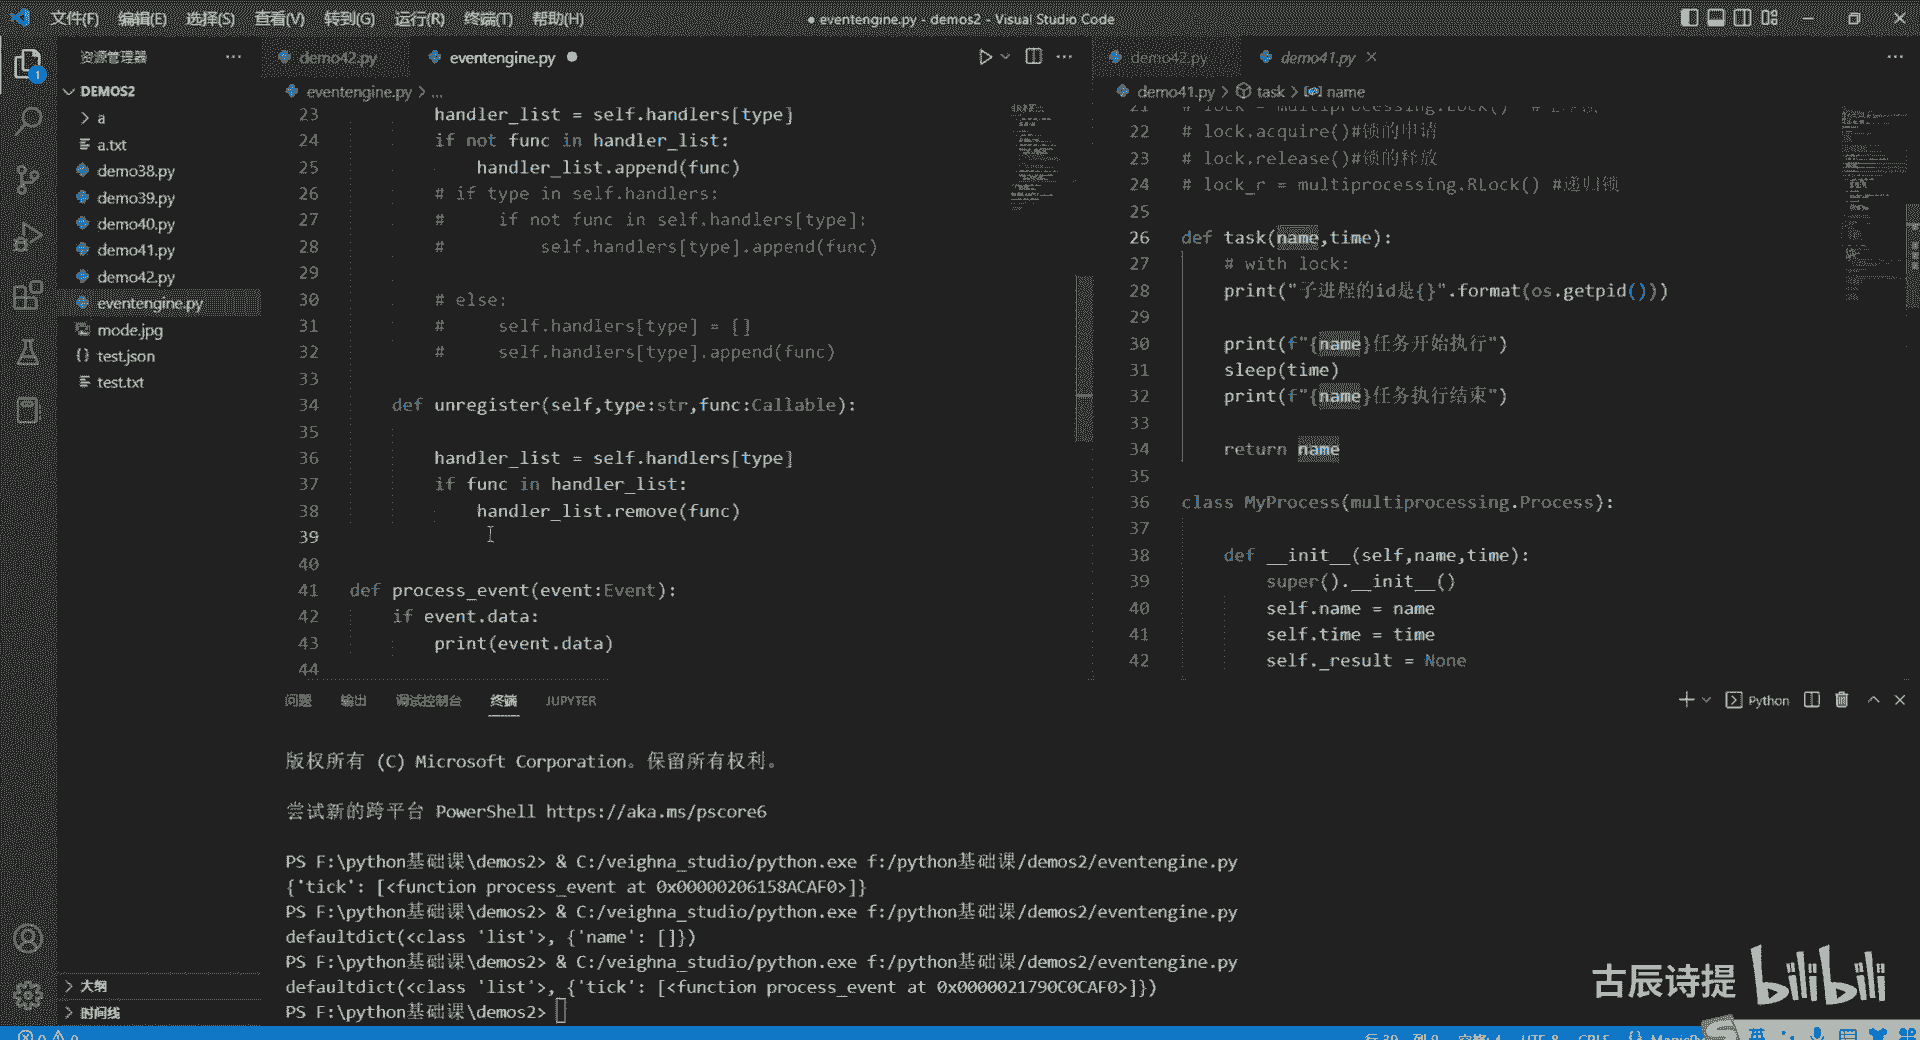 文件(F) 编辑(E) 选择(S) 查看(V) 转到(G) 运行(R) 终端(T) 帮助(H)
● eventengine.py - demos2 - Visual Studio Code
资源管理器
DEMOS2
a
a.txt
demo38.py
demo39.py
demo40.py
demo41.py
demo42.py
eventengine.py
mode.jpg
{} test.json
test.txt
大纲
时间线
1
demo42.py eventengine.py ●
eventengine.py > ...
23 handler_list = self.handlers[type]
24 if not func in handler_list:
25 handler_list.append(func)
26 # if type in self.handlers:
27 #     if not func in self.handlers[type]:
28 #         self.handlers[type].append(func)
29
30 # else:
31 #     self.handlers[type] = []
32 #     self.handlers[type].append(func)
33
34 def unregister(self,type:str,func:Callable):
35
36 handler_list = self.handlers[type]
37 if func in handler_list:
38 handler_list.remove(func)
39
40
41 def process_event(event:Event):
42 if event.data:
43 print(event.data)
44
demo42.py demo41.py
demo41.py > task > name
22 # lock.acquire()#锁的申请
23 # lock.release()#锁的释放
24 # lock_r = multiprocessing.RLock() #递归锁
25
26 def task(name,time):
27 # with lock:
28 print("子进程的id是{}".format(os.getpid()))
29
30 print(f"{name}任务开始执行")
31 sleep(time)
32 print(f"{name}任务执行结束")
33
34 return name
35
36 class MyProcess(multiprocessing.Process):
37
38 def __init__(self,name,time):
39 super().__init__()
40 self.name = name
41 self.time = time
42 self._result = None
问题 输出 调试控制台 终端 JUPYTER
Python
版权所有 (C) Microsoft Corporation。保留所有权利。
尝试新的跨平台 PowerShell https://aka.ms/pscore6
PS F:\python基础课\demos2> & C:/veighna_studio/python.exe f:/python基础课/demos2/eventengine.py
{'tick': [<function process_event at 0x00000206158ACAF0>]}
PS F:\python基础课\demos2> & C:/veighna_studio/python.exe f:/python基础课/demos2/eventengine.py
defaultdict(<class 'list'>, {'name': []})
PS F:\python基础课\demos2> & C:/veighna_studio/python.exe f:/python基础课/demos2/eventengine.py
defaultdict(<class 'list'>, {'tick': [<function process_event at 0x0000021790C0CAF0>]})
PS F:\python基础课\demos2>
古辰诗提 bilibili